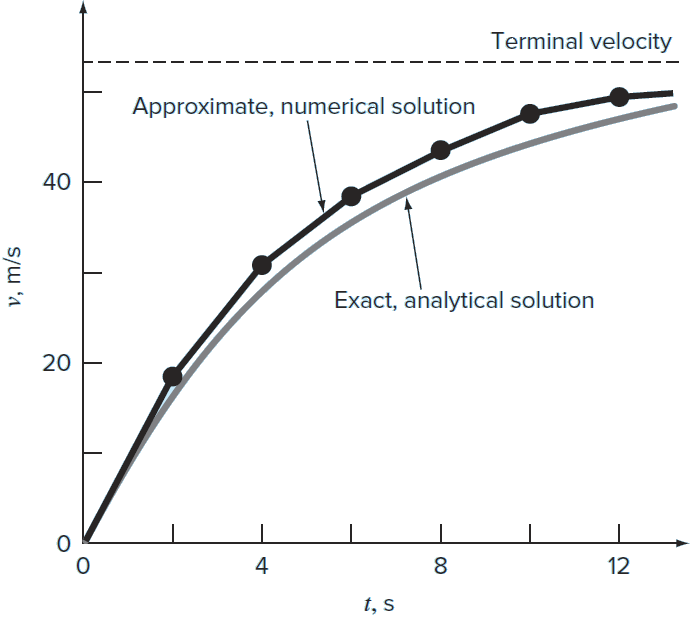 Terminal velocity
Approximate, numerical solution
40
v, m/s
Exact, analytical solution
20
0
0 4 8 12
t, s